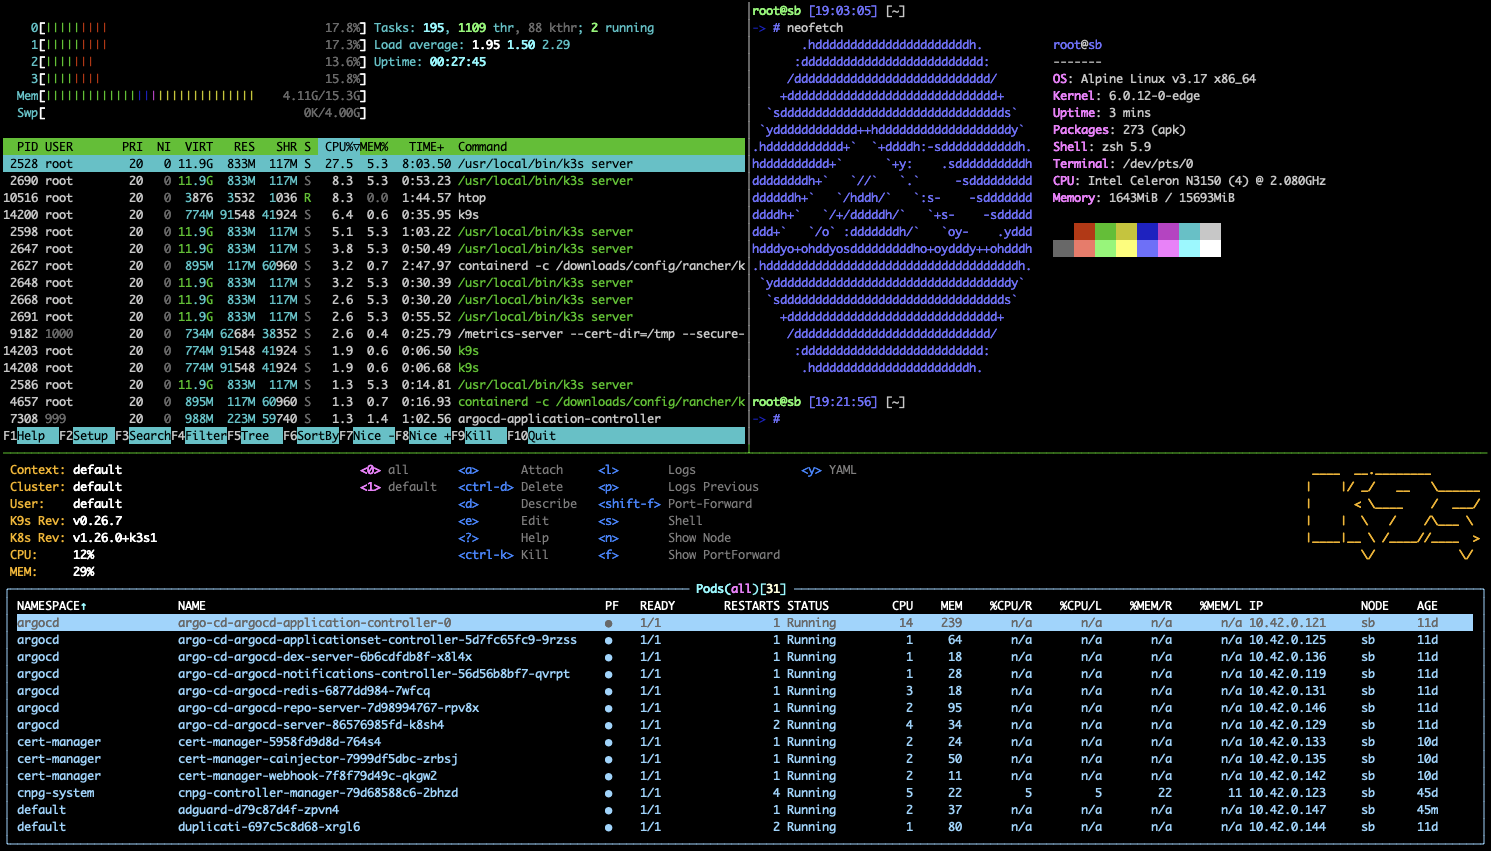 0[||||||||| 17.8%]
1[||||||||| 17.3%]
2[||||||| 13.6%]
3[|||||||| 15.8%]
Mem[|||||||||||||||||||||||||||||||4.11G/15.3G]
Swp[ 0K/4.00G]
Tasks: 195, 1109 thr, 88 kthr; 2 running
Load average: 1.95 1.50 2.29
Uptime: 00:27:45
PID USER PRI NI VIRT RES SHR S CPU%▽MEM% TIME+ Command
2528 root 20 0 11.9G 833M 117M S 27.5 5.3 8:03.50 /usr/local/bin/k3s server
2690 root 20 0 11.9G 833M 117M S 8.3 5.3 0:53.23 /usr/local/bin/k3s server
10516 root 20 0 3876 3532 1036 R 8.3 0.0 1:44.57 htop
14200 root 20 0 774M 91548 41924 S 6.4 0.6 0:35.95 k9s
2598 root 20 0 11.9G 833M 117M S 5.1 5.3 1:03.22 /usr/local/bin/k3s server
2647 root 20 0 11.9G 833M 117M S 3.8 5.3 0:50.49 /usr/local/bin/k3s server
2627 root 20 0 895M 117M 60960 S 3.2 0.7 2:47.97 containerd -c /downloads/config/rancher/k
2648 root 20 0 11.9G 833M 117M S 3.2 5.3 0:30.39 /usr/local/bin/k3s server
2668 root 20 0 11.9G 833M 117M S 2.6 5.3 0:30.20 /usr/local/bin/k3s server
2691 root 20 0 11.9G 833M 117M S 2.6 5.3 0:55.52 /usr/local/bin/k3s server
9182 1000 20 0 734M 62684 38352 S 2.6 0.4 0:25.79 /metrics-server --cert-dir=/tmp --secure-
14203 root 20 0 774M 91548 41924 S 1.9 0.6 0:06.50 k9s
14208 root 20 0 774M 91548 41924 S 1.9 0.6 0:06.68 k9s
2586 root 20 0 11.9G 833M 117M S 1.3 5.3 0:14.81 /usr/local/bin/k3s server
4657 root 20 0 895M 117M 60960 S 1.3 0.7 0:16.93 containerd -c /downloads/config/rancher/k
7308 999 20 0 988M 223M 59740 S 1.3 1.4 1:02.56 argocd-application-controller
F1Help F2Setup F3SearchF4FilterF5Tree F6SortByF7Nice -F8Nice +F9Kill F10Quit
root@sb [19:03:05] [~]
-> # neofetch
root@sb
-------
OS: Alpine Linux v3.17 x86_64
Kernel: 6.0.12-0-edge
Uptime: 3 mins
Packages: 273 (apk)
Shell: zsh 5.9
Terminal: /dev/pts/0
CPU: Intel Celeron N3150 (4) @ 2.080GHz
Memory: 1643MiB / 15693MiB
root@sb [19:21:56] [~]
-> #
Context: default <0> all <a> Attach <l> Logs <y> YAML
Cluster: default <1> default <ctrl-d> Delete <p> Logs Previous
User: default <d> Describe <shift-f> Port-Forward
K9s Rev: v0.26.7 <e> Edit <s> Shell
K8s Rev: v1.26.0+k3s1 <?> Help <n> Show Node
CPU: 12% <ctrl-k> Kill <f> Show PortForward
MEM: 29%
Pods(all)[31]
NAMESPACE↑ NAME PF READY RESTARTS STATUS CPU MEM %CPU/R %CPU/L %MEM/R %MEM/L IP NODE AGE
argocd argo-cd-argocd-application-controller-0 ● 1/1 1 Running 14 239 n/a n/a n/a n/a 10.42.0.121 sb 11d
argocd argo-cd-argocd-applicationset-controller-5d7fc65fc9-9rzss ● 1/1 1 Running 1 64 n/a n/a n/a n/a 10.42.0.125 sb 11d
argocd argo-cd-argocd-dex-server-6b6cdfdb8f-x8l4x ● 1/1 1 Running 1 18 n/a n/a n/a n/a 10.42.0.136 sb 11d
argocd argo-cd-argocd-notifications-controller-56d56b8bf7-qvrpt ● 1/1 1 Running 1 28 n/a n/a n/a n/a 10.42.0.119 sb 11d
argocd argo-cd-argocd-redis-6877dd984-7wfcq ● 1/1 1 Running 3 18 n/a n/a n/a n/a 10.42.0.131 sb 11d
argocd argo-cd-argocd-repo-server-7d98994767-rpv8x ● 1/1 1 Running 2 95 n/a n/a n/a n/a 10.42.0.146 sb 11d
argocd argo-cd-argocd-server-86576985fd-k8sh4 ● 1/1 2 Running 4 34 n/a n/a n/a n/a 10.42.0.129 sb 11d
cert-manager cert-manager-5958fd9d8d-764s4 ● 1/1 1 Running 2 24 n/a n/a n/a n/a 10.42.0.133 sb 10d
cert-manager cert-manager-cainjector-7999df5dbc-zrbsj ● 1/1 1 Running 2 50 n/a n/a n/a n/a 10.42.0.135 sb 10d
cert-manager cert-manager-webhook-7f8f79d49c-qkgw2 ● 1/1 1 Running 2 11 n/a n/a n/a n/a 10.42.0.142 sb 10d
cnpg-system cnpg-controller-manager-79d68588c6-2bhzd ● 1/1 4 Running 5 22 5 5 22 11 10.42.0.123 sb 45d
default adguard-d79c87d4f-zpvn4 ● 1/1 1 Running 2 37 n/a n/a n/a n/a 10.42.0.147 sb 45m
default duplicati-697c5c8d68-xrgl6 ● 1/1 2 Running 1 80 n/a n/a n/a n/a 10.42.0.144 sb 11d